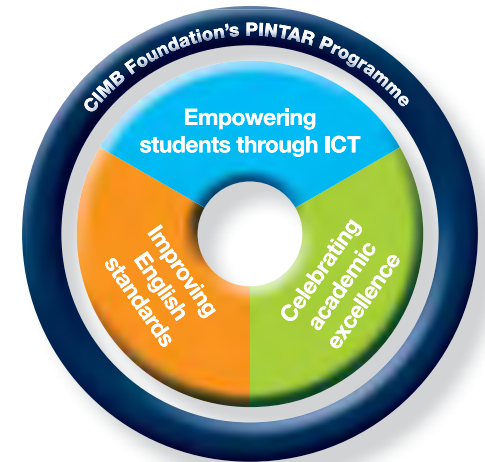 CIMB Foundation's PINTAR Programme
Empowering
students through ICT
Improving
English
standards
Celebrating
academic
excellence